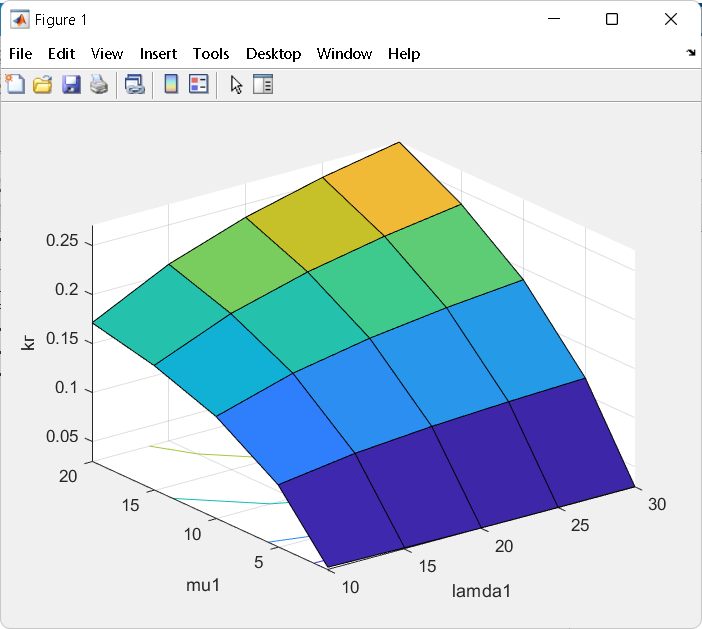 Figure 1
File Edit View Insert Tools Desktop Window Help
0.25
0.2
0.15
0.1
0.05
kr
20
15
10
5
mu1
10
15
20
25
30
lamda1